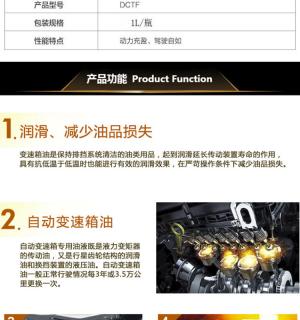 产品型号 DCTF
包装规格 1L/瓶
性能特点 动力充盈、驾驶自如
产品功能 Product Function
1. 润滑、减少油品损失
变速箱油是保持排挡系统清洁的油类用品，起到润滑延长传动装置寿命的作用，
具有抗低温于低温时也能进行有效的润滑效果，在严苛操作条件下减少油品损失。
2. 自动变速箱油
自动变速箱专用油液既是液力变矩器
的传动油，又是行星齿轮结构的润滑
油和换挡装置的液压油。自动变速箱
油一般正常行驶情况每3年或3.5万公
里更换一次。